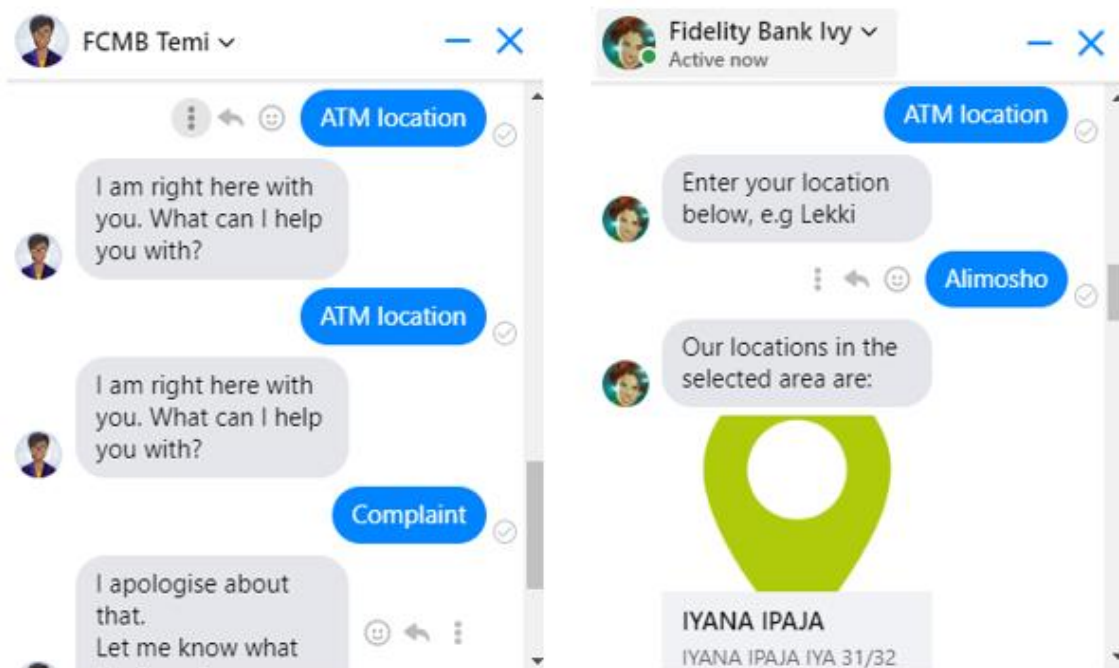 FCMB Temi
ATM location
I am right here with
you. What can I help
you with?
ATM location
I am right here with
you. What can I help
you with?
Complaint
I apologise about
that.
Let me know what
Fidelity Bank Ivy
Active now
ATM location
Enter your location
below, e.g Lekki
Alimosho
Our locations in the
selected area are:
IYANA IPAJA
IYANA IPAJA IYA 31/32